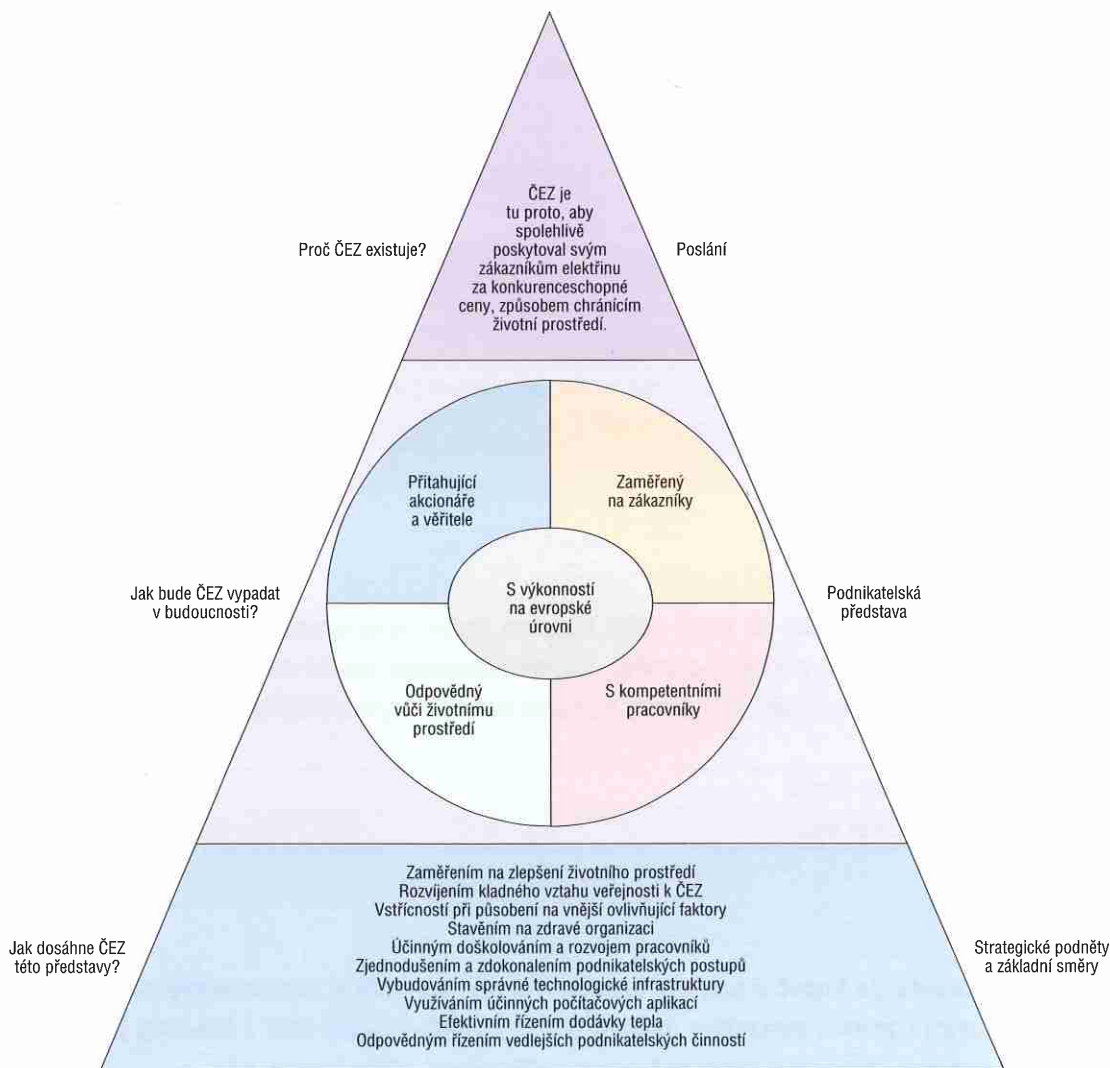 ČEZ je
tu proto, aby
spolehlivě
poskytoval svým
zákazníkům elektřinu
za konkurenceschopné
ceny, způsobem chránícím
životní prostředí.
Proč ČEZ existuje?
Poslání
Přitahující
akcionáře
a věřitele
Zaměřený
na zákazníky
Jak bude ČEZ vypadat
v budoucnosti?
S výkonností
na evropské
úrovni
Podnikatelská
představa
Odpovědný
vůči životnímu
prostředí
S kompetentními
pracovníky
Jak dosáhne ČEZ
této představy?
Zaměřením na zlepšení životního prostředí
Rozvíjením kladného vztahu veřejnosti k ČEZ
Vstřícností při působení na vnější ovlivňující faktory
Stavěním na zdravé organizaci
Účinným doškolováním a rozvojem pracovníků
Zjednodušením a zdokonalením podnikatelských postupů
Vybudováním správné technologické infrastruktury
Využíváním účinných počítačových aplikací
Efektivním řízením dodávky tepla
Odpovědným řízením vedlejších podnikatelských činností
Strategické podněty
a základní směry